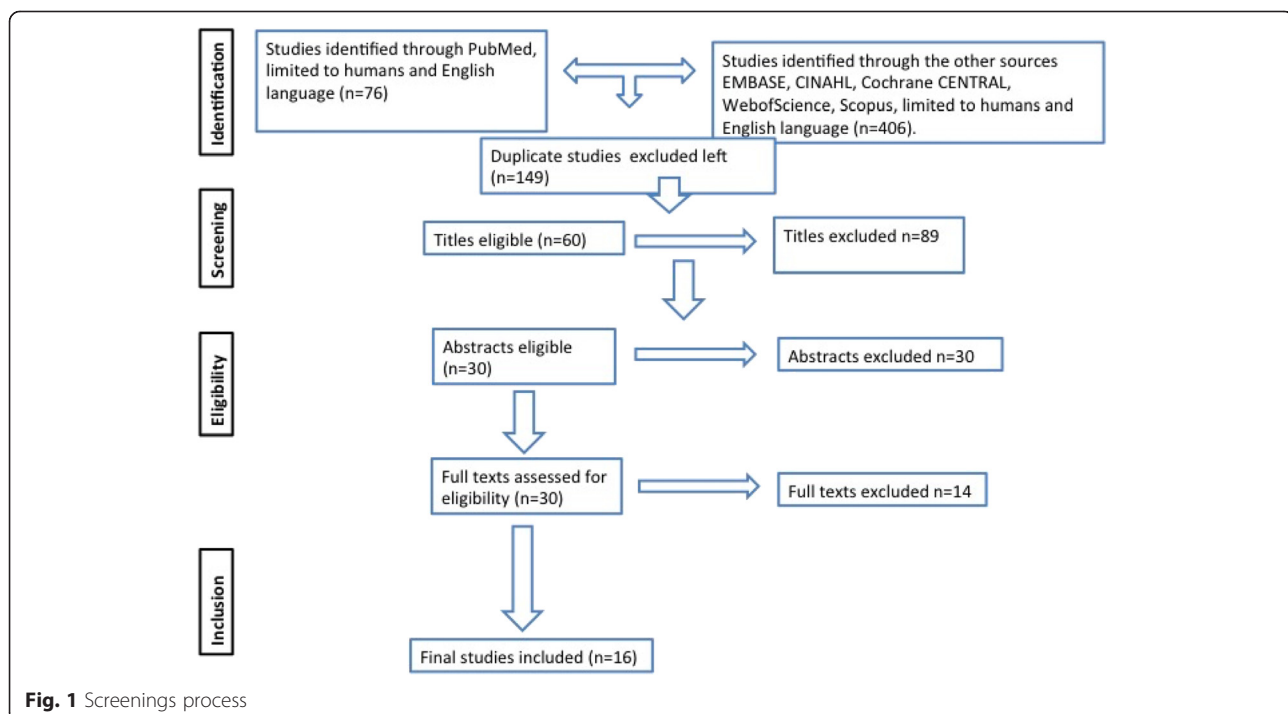 Identification
Studies identified through PubMed,
limited to humans and English
language (n=76)
Studies identified through the other sources
EMBASE, CINAHL, Cochrane CENTRAL,
WebofScience, Scopus, limited to humans and
English language (n=406).
Duplicate studies excluded left
(n=149)
Screening
Titles eligible (n=60)
Titles excluded n=89
Eligibility
Abstracts eligible
(n=30)
Abstracts excluded n=30
Full texts assessed for
eligibility (n=30)
Full texts excluded n=14
Inclusion
Final studies included (n=16)
Fig. 1 Screenings process